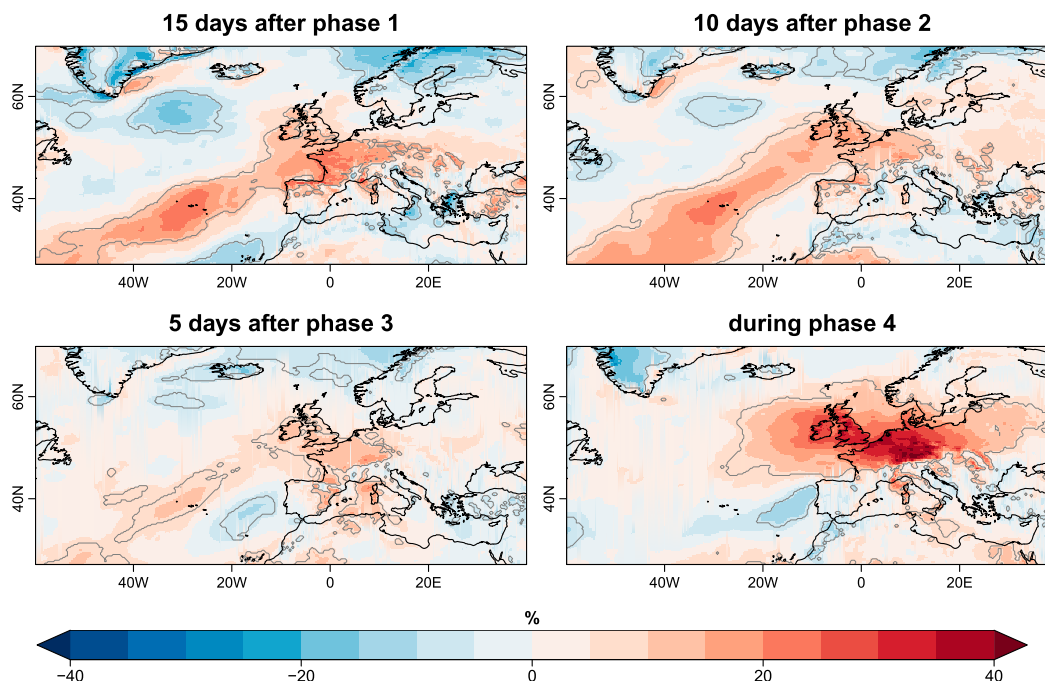 15 days after phase 1
10 days after phase 2
60N
40N
60N
40N
40W 20W 0 20E
40W 20W 0 20E
5 days after phase 3
during phase 4
60N
40N
60N
40N
40W 20W 0 20E
40W 20W 0 20E
%
−40 −20 0 20 40